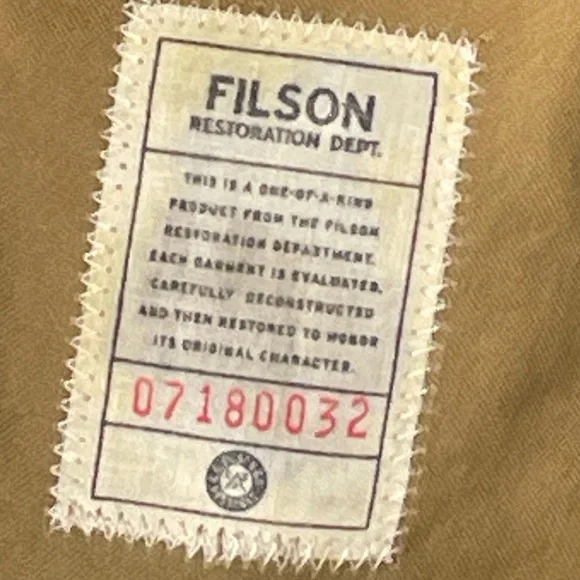 FILSON
RESTORATION DEPT.
THIS IS A ONE-OF-A-KIND
PRODUCT FROM THE FILSON
RESTORATION DEPARTMENT.
EACH GARMENT IS EVALUATED,
CAREFULLY DECONSTRUCTED
AND THEN RESTORED TO HONOR
ITS ORIGINAL CHARACTER.
07180032